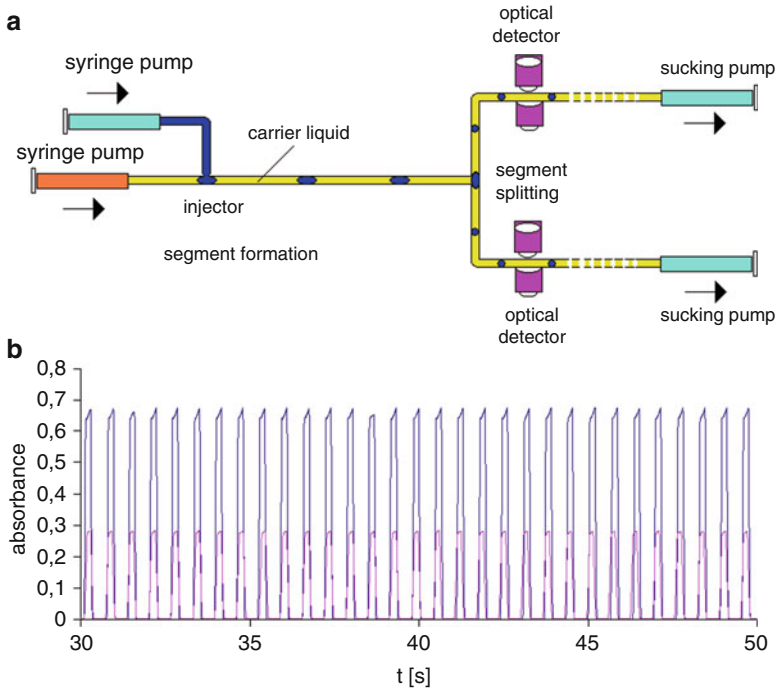 a
optical
detector
syringe pump
sucking pump
carrier liquid
syringe pump
segment
splitting
injector
segment formation
optical
detector
sucking pump
b
0,8
0,7
0,6
0,5
0,4
0,3
0,2
0,1
0
absorbance
30
35
40
45
50
t [s]